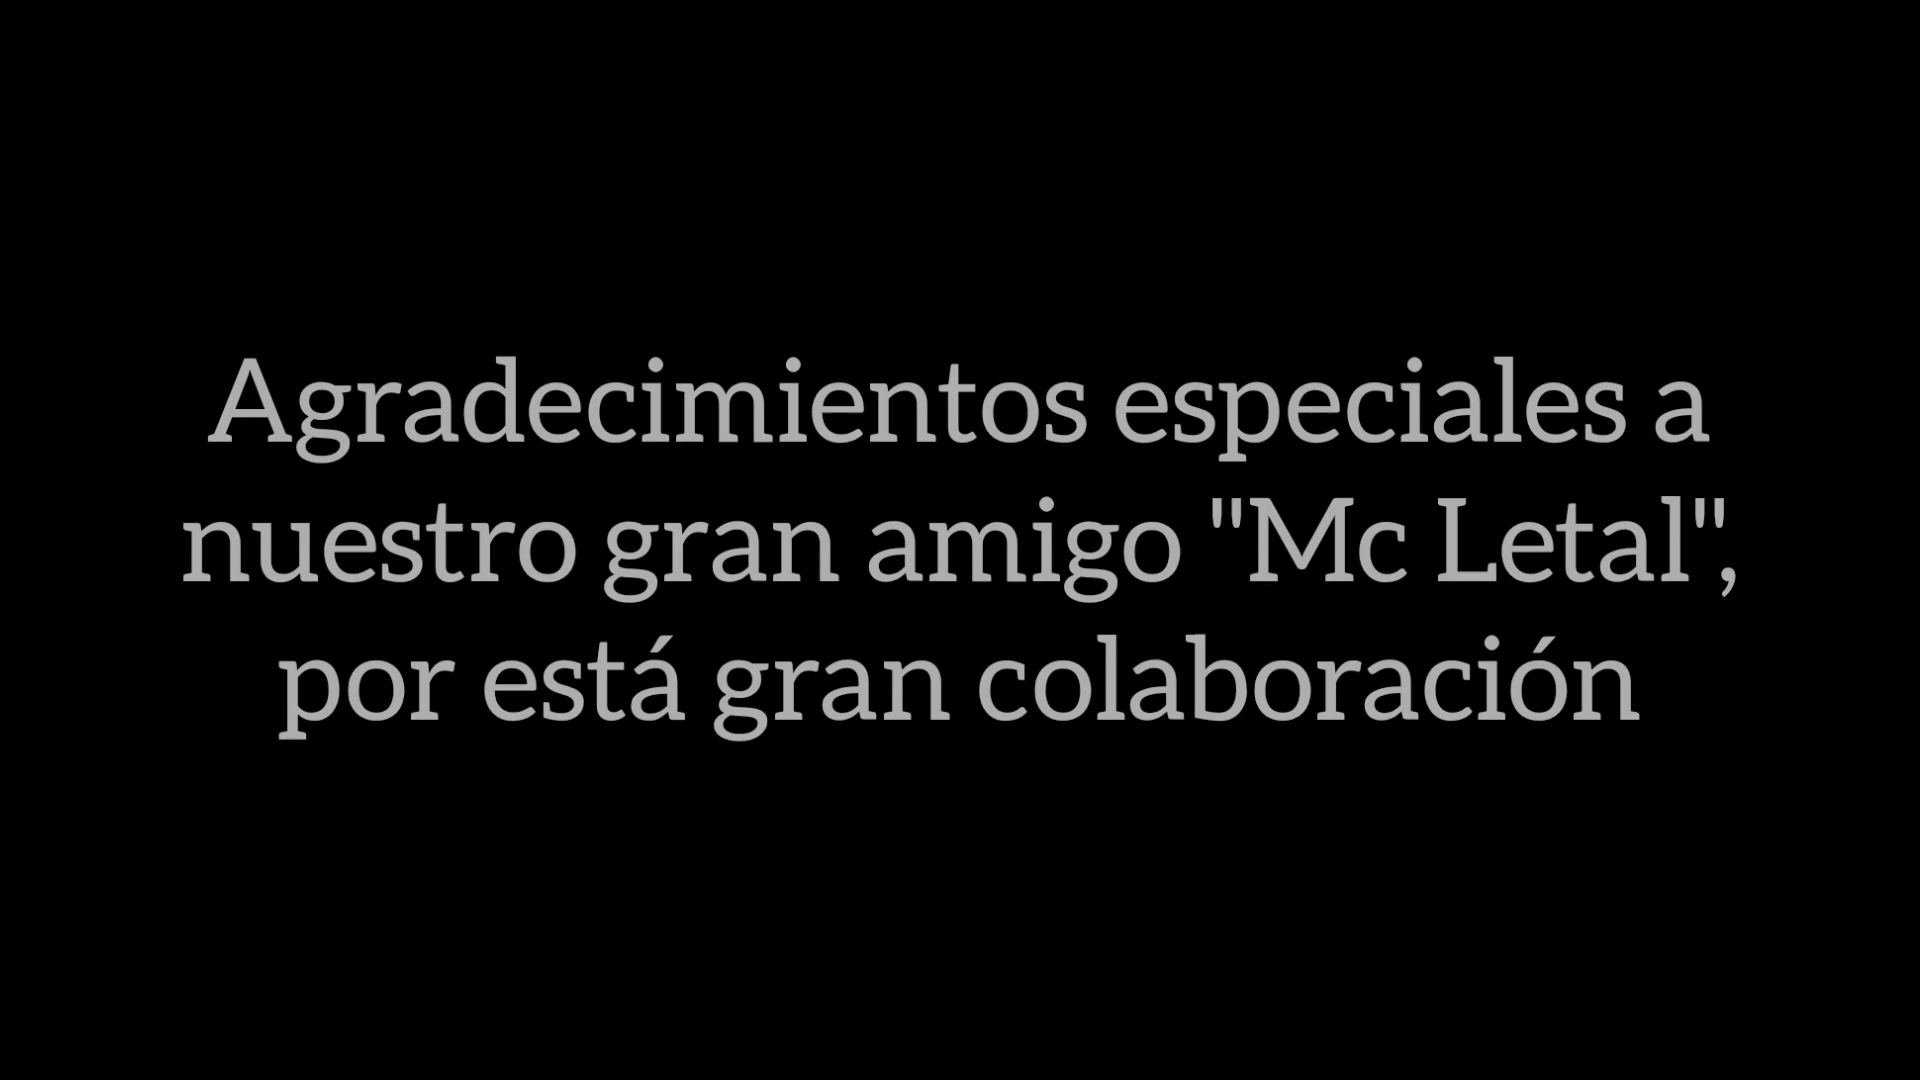 Agradecimientos especiales a
nuestro gran amigo "Mc Letal",
por está gran colaboración